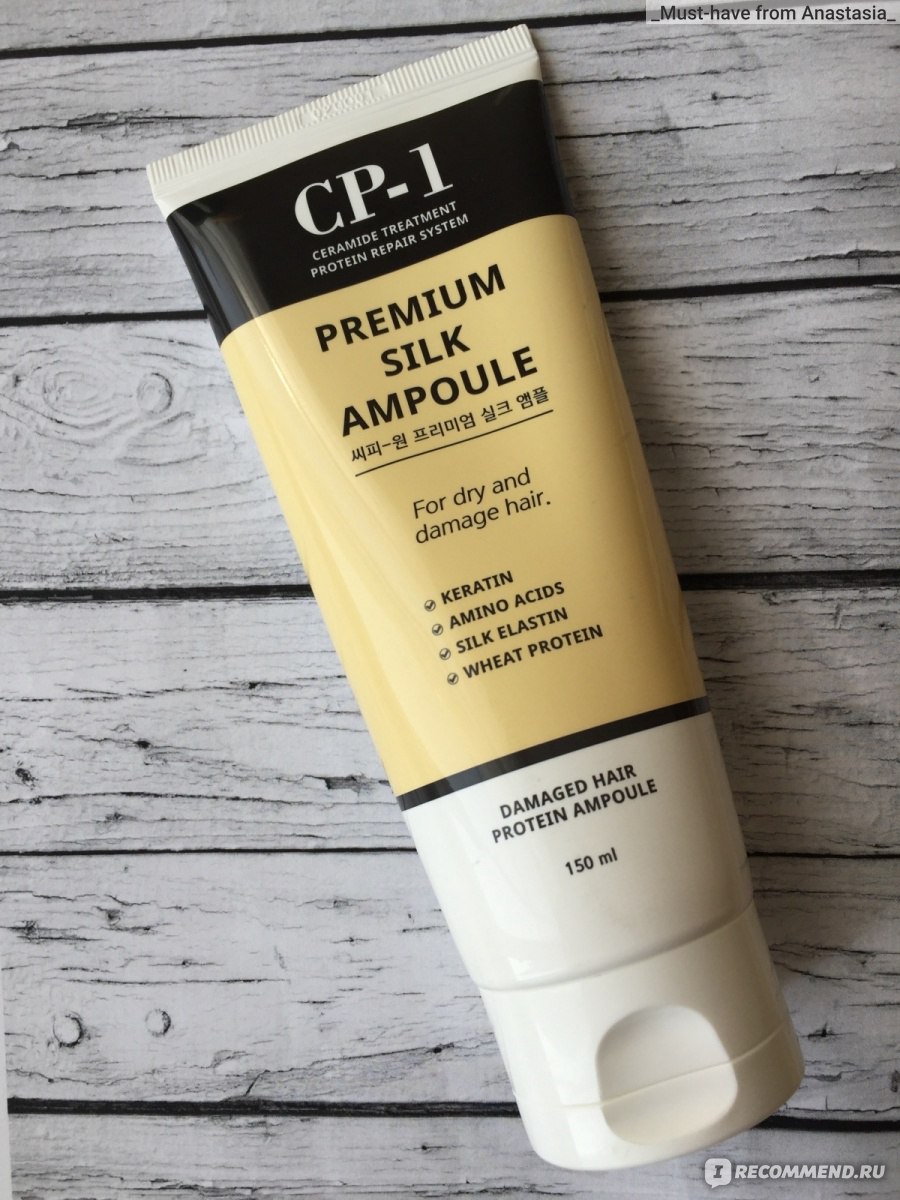 _Must-have from Anastasia_
CP-1
CERAMIDE TREATMENT
PROTEIN REPAIR SYSTEM
PREMIUM
SILK
AMPOULE
씨피-원 프리미엄 실크 앰플
For dry and
damage hair.
KERATIN
AMINO ACIDS
SILK ELASTIN
WHEAT PROTEIN
DAMAGED HAIR
PROTEIN AMPOULE
150 ml
IRECOMMEND.RU